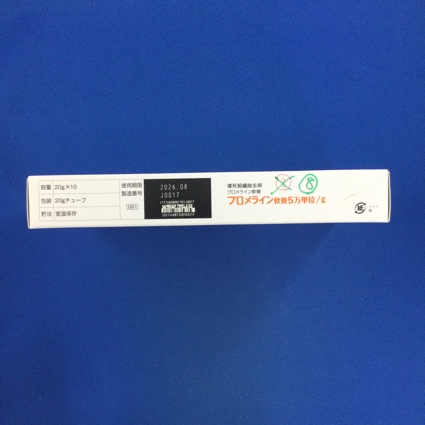 容量 20g×10
包装 20gチューブ
貯法 室温保存
使用期限
製造番号
GS1
2026.08
J0017
壊死組織除去剤
ブロメライン軟膏
ブロメライン軟膏5万単位/g
8
紙